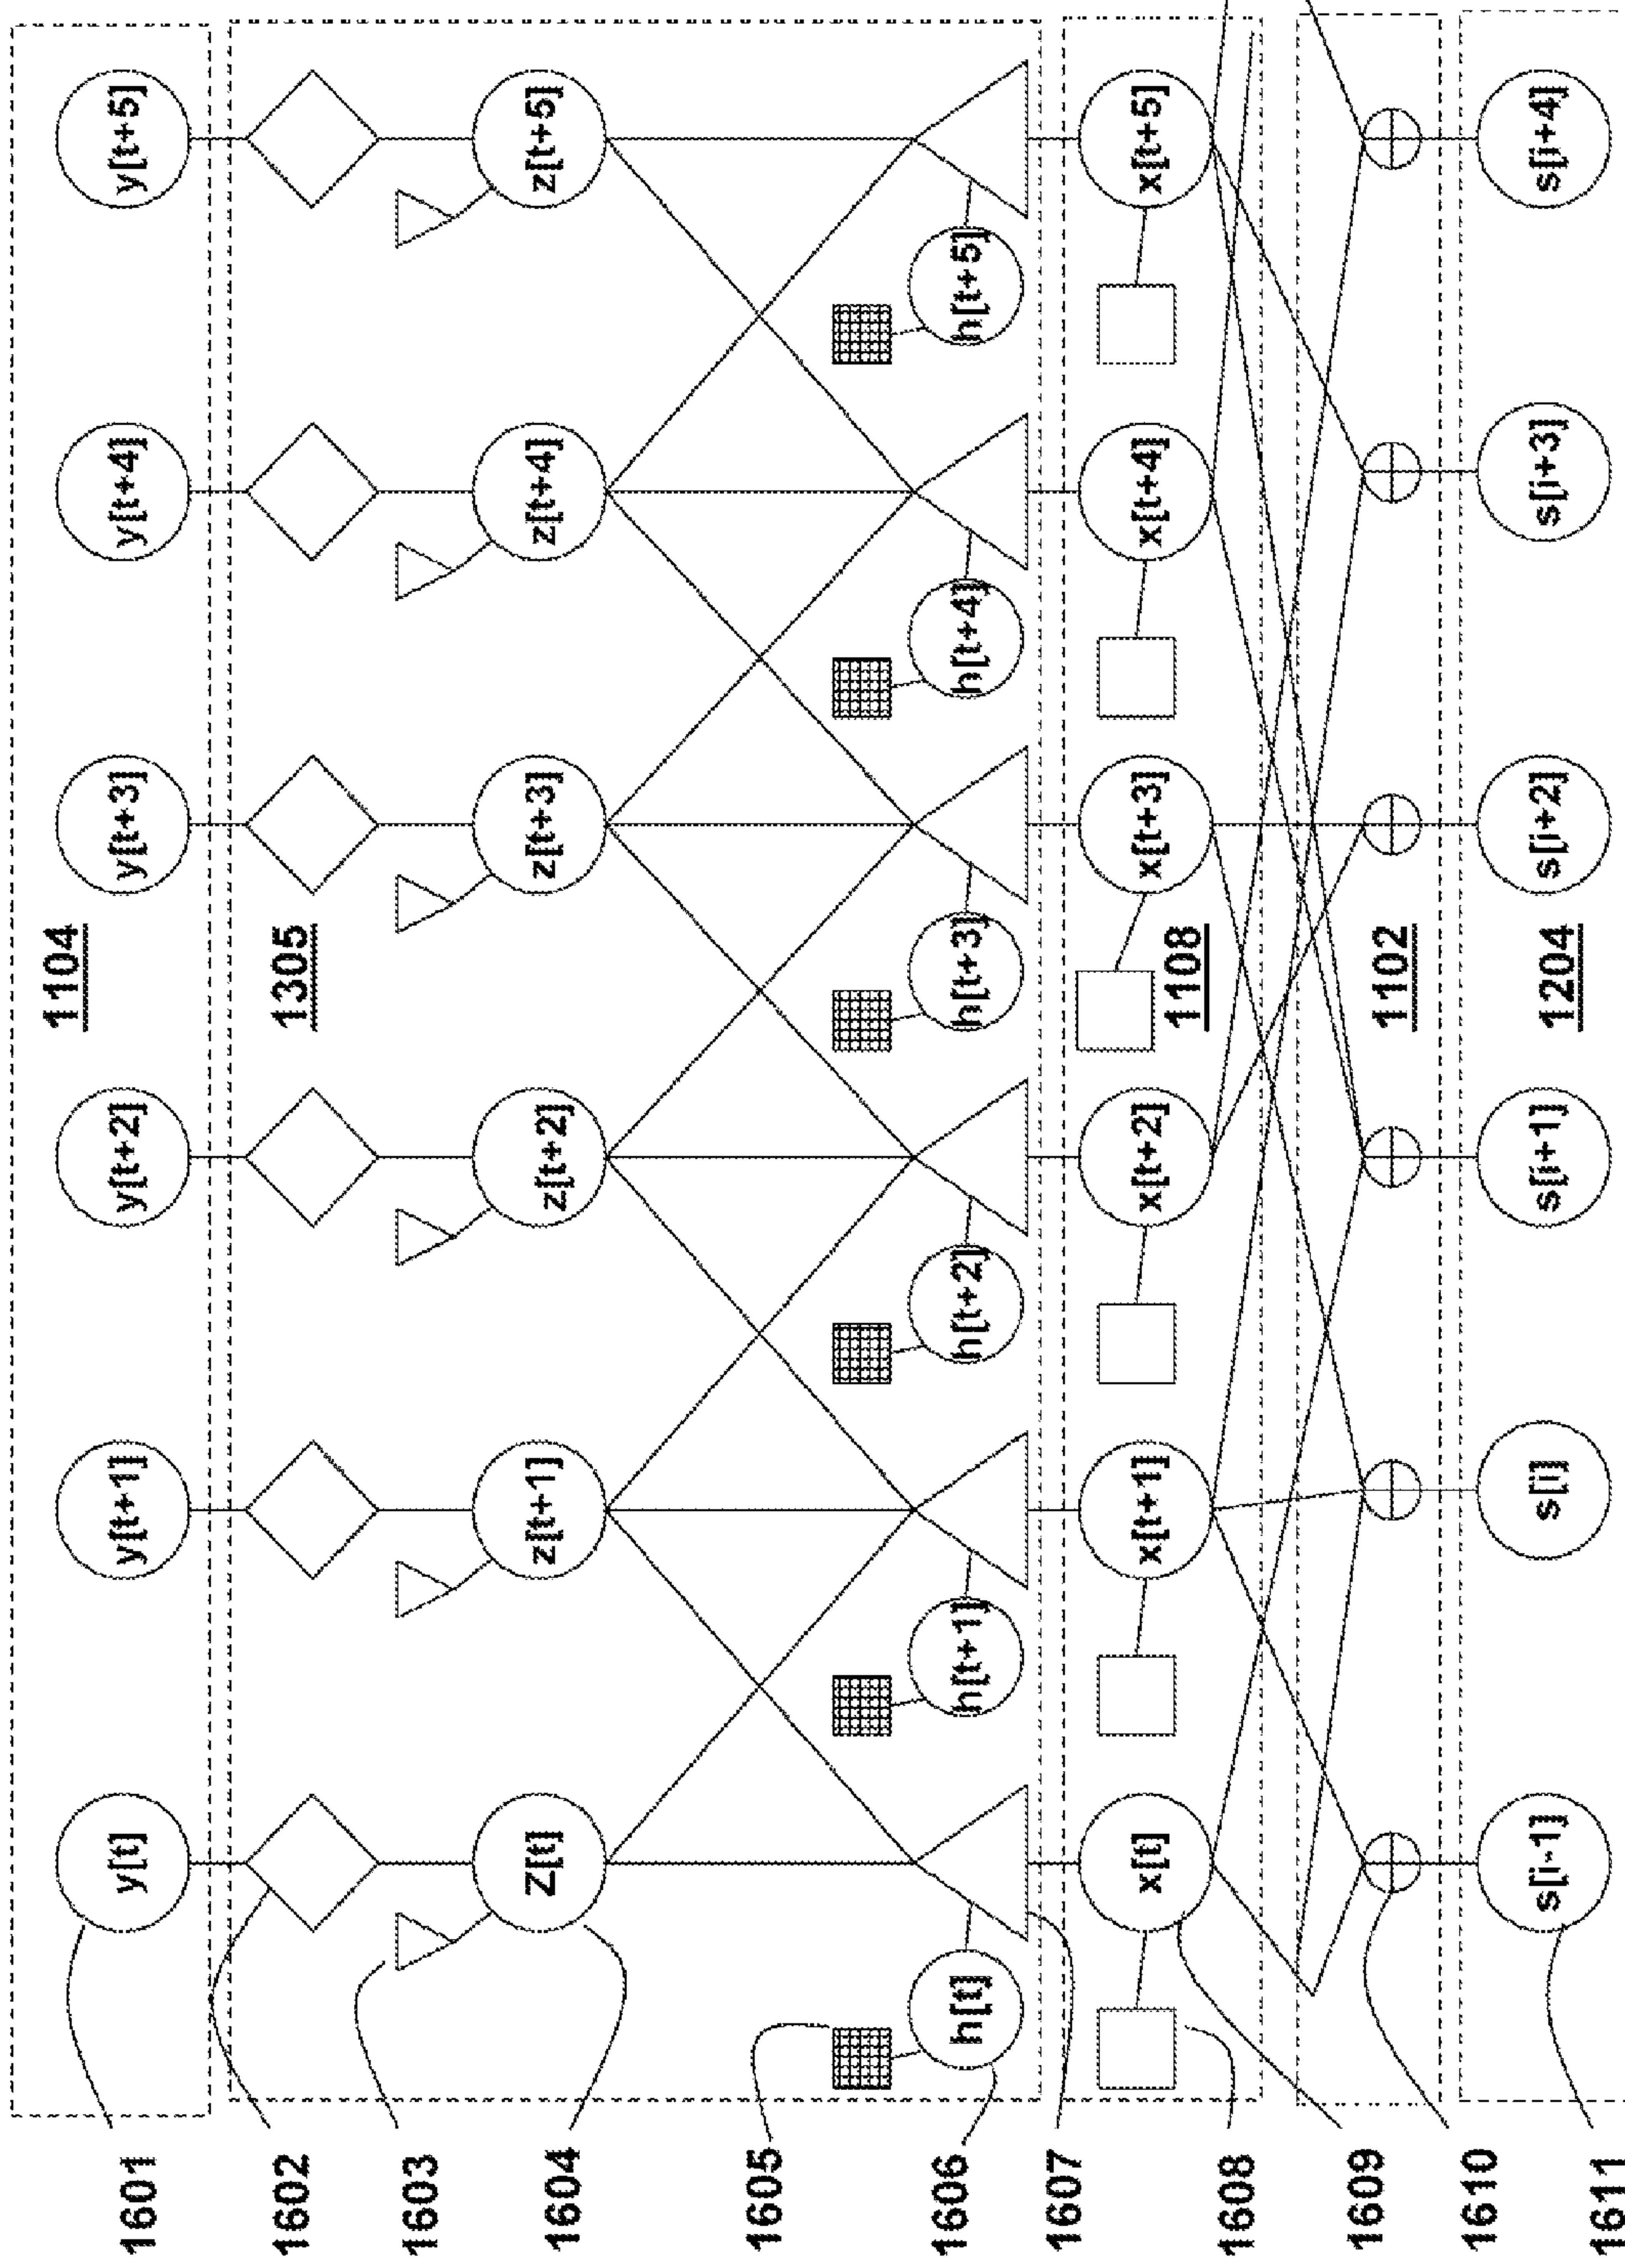 1601 y[t] y[t+1] y[t+2] 1104 y[t+3] y[t+4] y[t+5]
1602 1305
1603
1604 Z[t] z[t+1] z[t+2] z[t+3] z[t+4] z[t+5]
1605
1606 h[t] h[t+1] h[t+2] h[t+3] h[t+4] h[t+5]
1607
1608 x[t] x[t+1] x[t+2] 1108 x[t+3] x[t+4] x[t+5]
1609 1102
1610
1611 s[i-1] s[i] s[i+1] 1204 s[i+2] s[i+3] s[i+4]